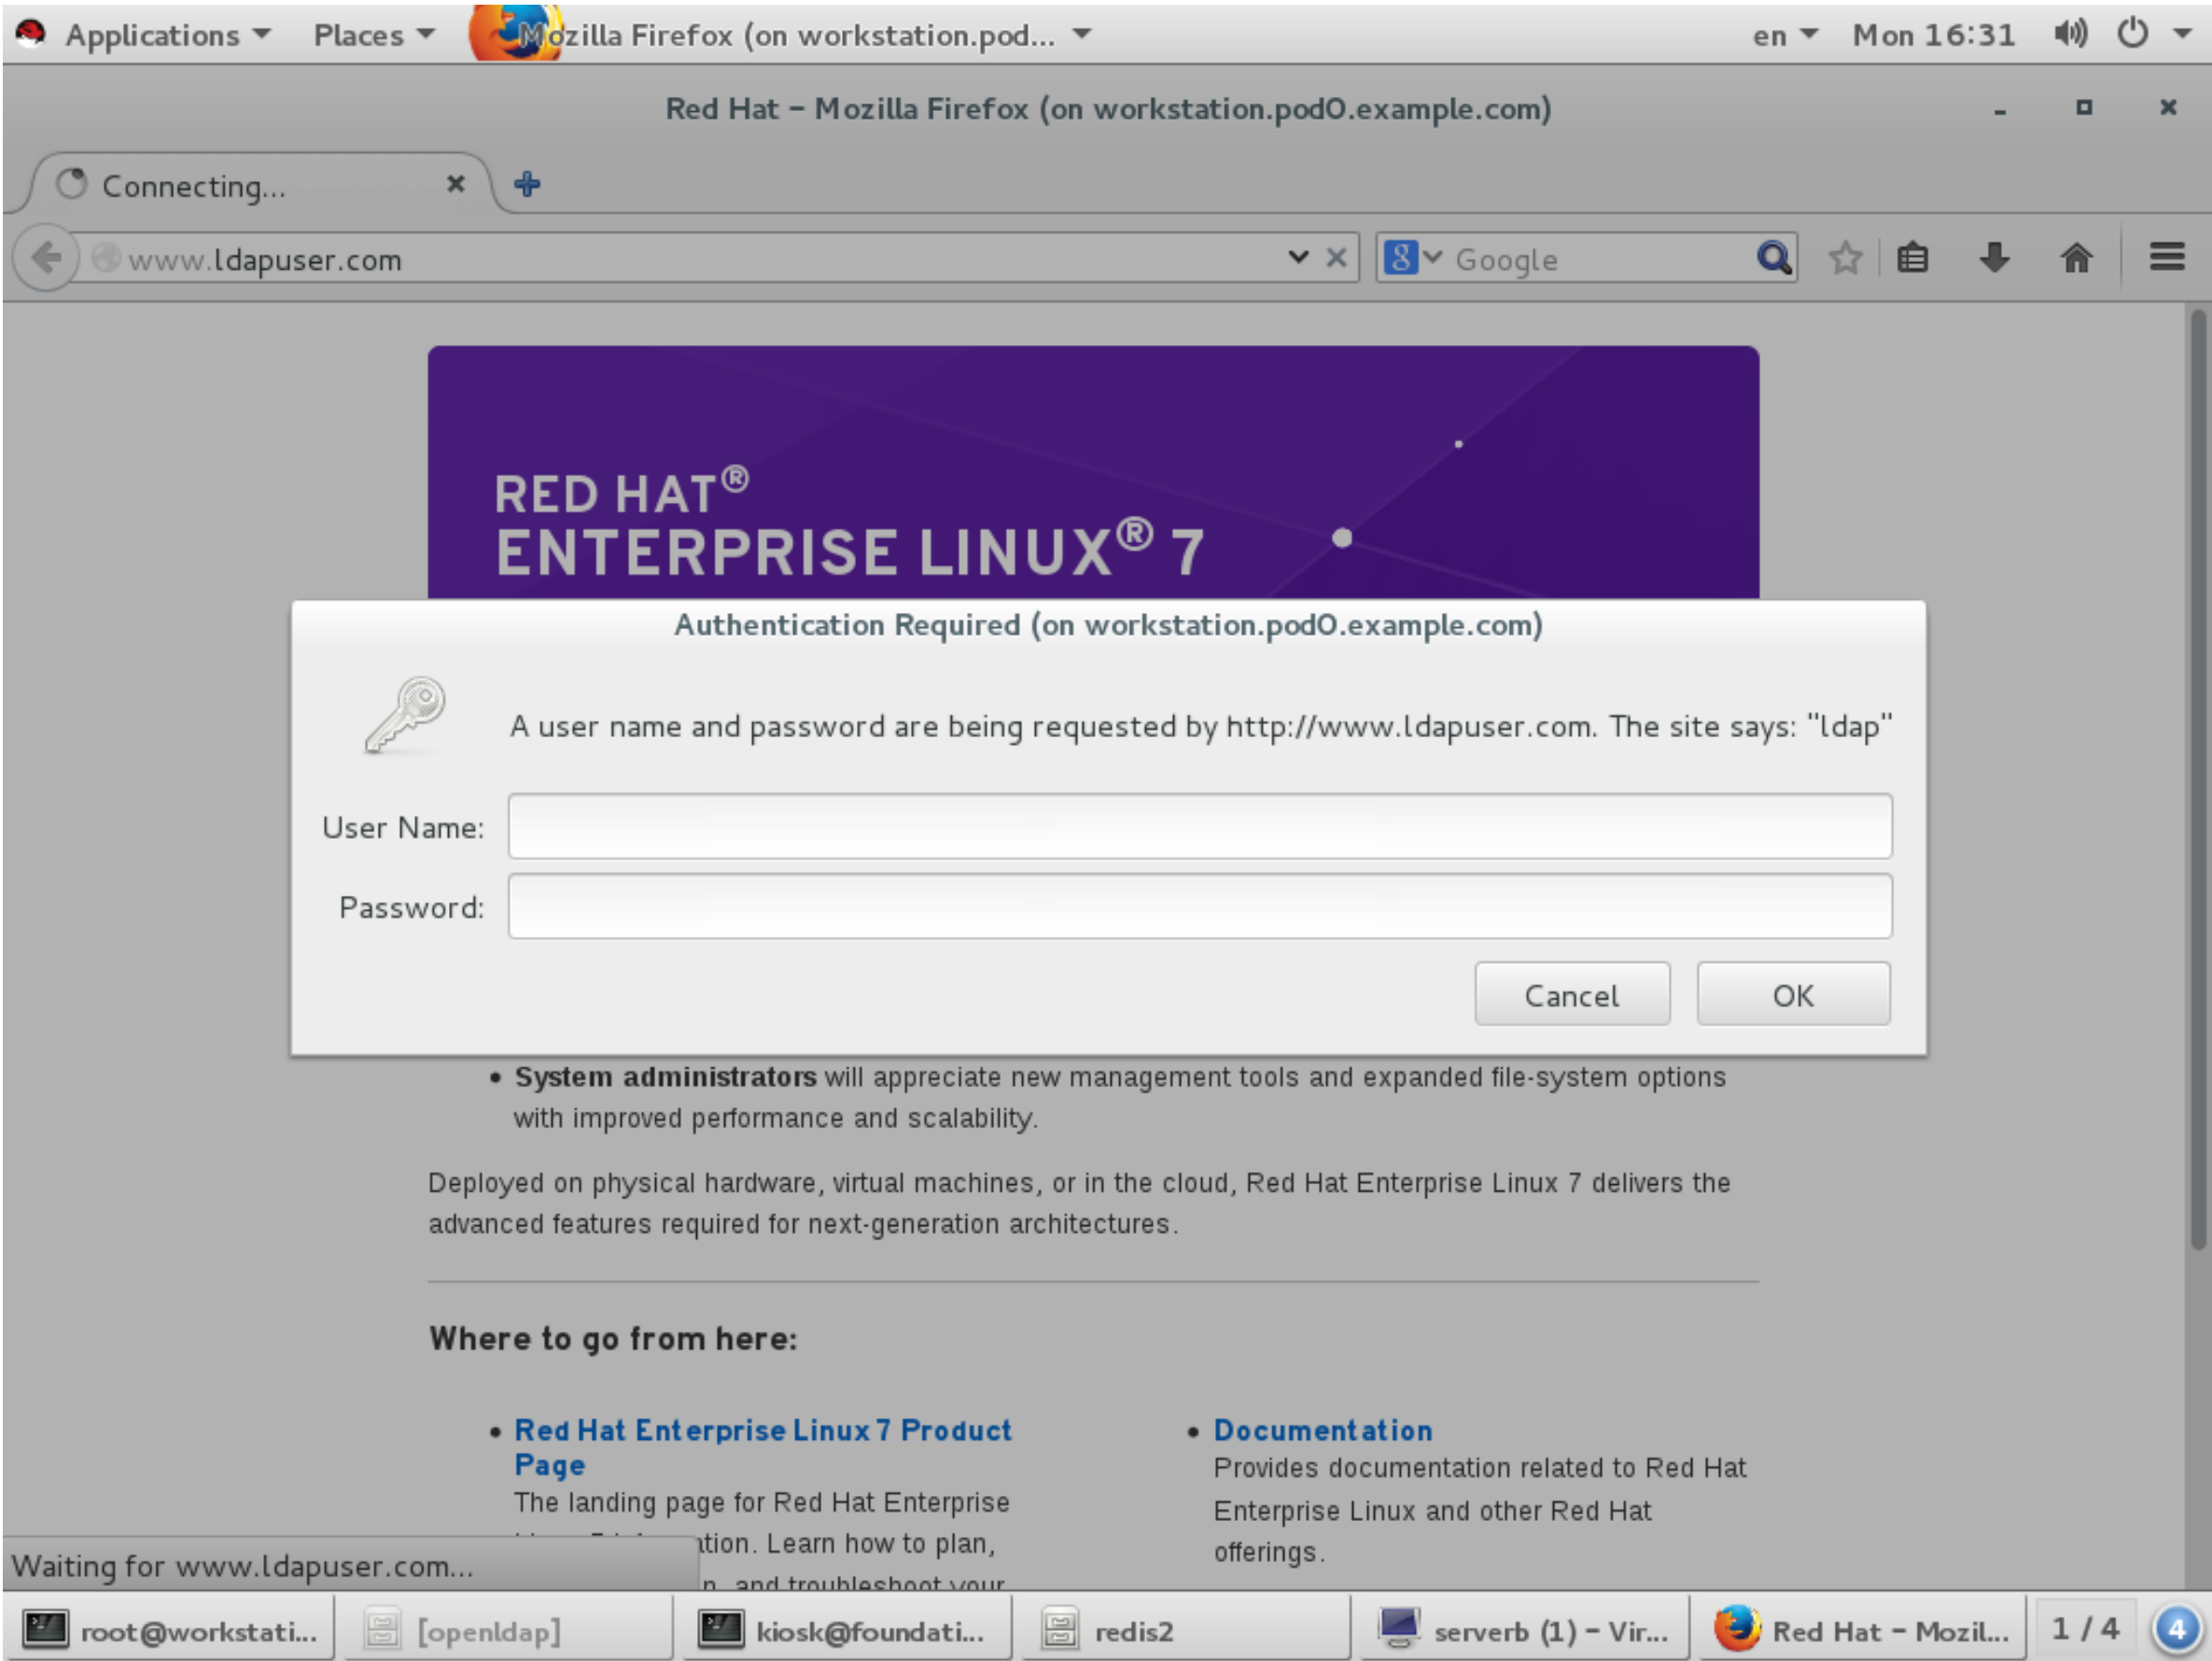 Applications Places Mozilla Firefox (on workstation.pod... en Mon 16:31
Red Hat – Mozilla Firefox (on workstation.pod0.example.com)
Connecting...
www.ldapuser.com Google
RED HAT®
ENTERPRISE LINUX® 7
Authentication Required (on workstation.pod0.example.com)
A user name and password are being requested by http://www.ldapuser.com. The site says: "ldap"
User Name:
Password:
Cancel OK
• System administrators will appreciate new management tools and expanded file-system options
with improved performance and scalability.
Deployed on physical hardware, virtual machines, or in the cloud, Red Hat Enterprise Linux 7 delivers the
advanced features required for next-generation architectures.
Where to go from here:
• Red Hat Enterprise Linux 7 Product
Page
The landing page for Red Hat Enterprise
tion. Learn how to plan,
and troubleshoot your
• Documentation
Provides documentation related to Red Hat
Enterprise Linux and other Red Hat
offerings.
Waiting for www.ldapuser.com...
root@workstati... [openldap] kiosk@foundati... redis2 serverb (1) – Vir... Red Hat – Mozil... 1 / 4 4